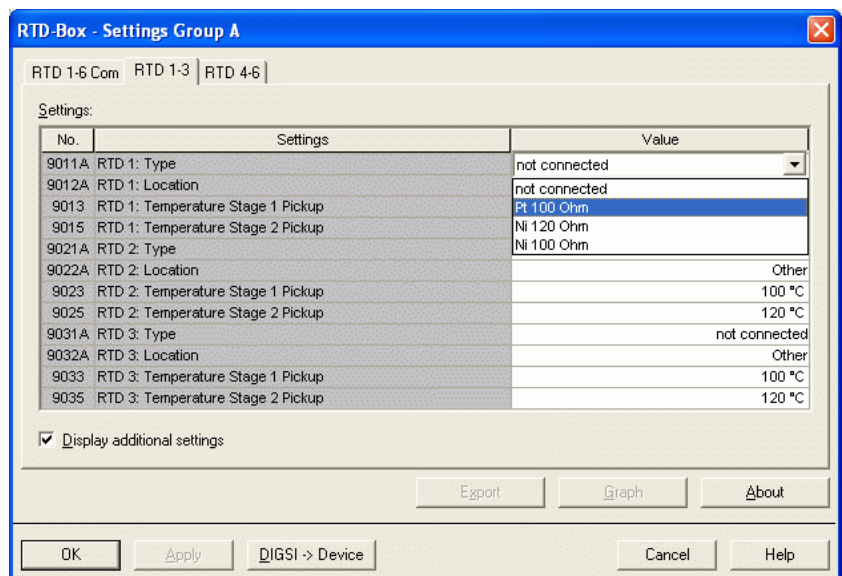 RTD-Box - Settings Group A
RTD 1-6 Com RTD 1-3 RTD 4-6
Settings:
No. Settings Value
9011A RTD 1: Type not connected
9012A RTD 1: Location not connected
9013 RTD 1: Temperature Stage 1 Pickup Pt 100 Ohm
9015 RTD 1: Temperature Stage 2 Pickup Ni 120 Ohm
9021A RTD 2: Type Ni 100 Ohm
9022A RTD 2: Location Other
9023 RTD 2: Temperature Stage 1 Pickup 100 °C
9025 RTD 2: Temperature Stage 2 Pickup 120 °C
9031A RTD 3: Type not connected
9032A RTD 3: Location Other
9033 RTD 3: Temperature Stage 1 Pickup 100 °C
9035 RTD 3: Temperature Stage 2 Pickup 120 °C
Display additional settings
Export Graph About
OK Apply DIGSI -> Device Cancel Help